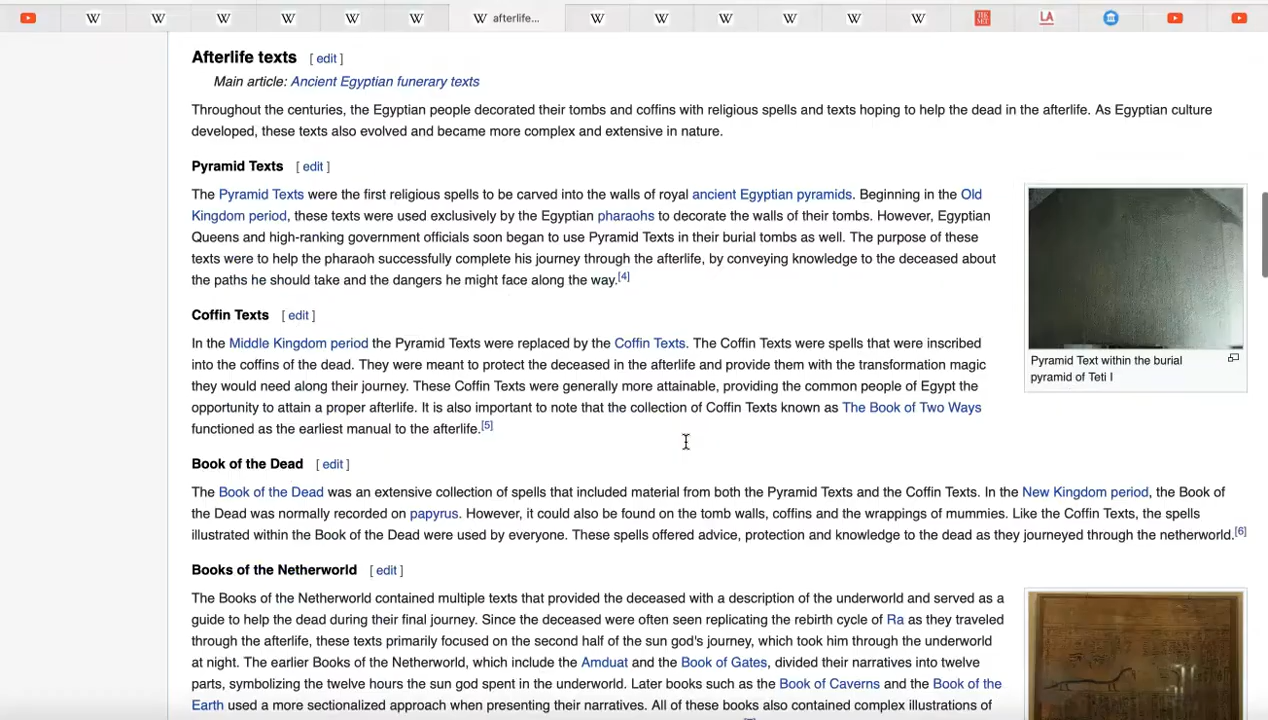 afterlife...
THE MET
LA
Afterlife texts [ edit ]
Main article: Ancient Egyptian funerary texts
Throughout the centuries, the Egyptian people decorated their tombs and coffins with religious spells and texts hoping to help the dead in the afterlife. As Egyptian culture
developed, these texts also evolved and became more complex and extensive in nature.
Pyramid Texts [ edit ]
The Pyramid Texts were the first religious spells to be carved into the walls of royal ancient Egyptian pyramids. Beginning in the Old
Kingdom period, these texts were used exclusively by the Egyptian pharaohs to decorate the walls of their tombs. However, Egyptian
Queens and high-ranking government officials soon began to use Pyramid Texts in their burial tombs as well. The purpose of these
texts were to help the pharaoh successfully complete his journey through the afterlife, by conveying knowledge to the deceased about
the paths he should take and the dangers he might face along the way.[4]
Pyramid Text within the burial
pyramid of Teti I
Coffin Texts [ edit ]
In the Middle Kingdom period the Pyramid Texts were replaced by the Coffin Texts. The Coffin Texts were spells that were inscribed
into the coffins of the dead. They were meant to protect the deceased in the afterlife and provide them with the transformation magic
they would need along their journey. These Coffin Texts were generally more attainable, providing the common people of Egypt the
opportunity to attain a proper afterlife. It is also important to note that the collection of Coffin Texts known as The Book of Two Ways
functioned as the earliest manual to the afterlife.[5]
Book of the Dead [ edit ]
The Book of the Dead was an extensive collection of spells that included material from both the Pyramid Texts and the Coffin Texts. In the New Kingdom period, the Book of
the Dead was normally recorded on papyrus. However, it could also be found on the tomb walls, coffins and the wrappings of mummies. Like the Coffin Texts, the spells
illustrated within the Book of the Dead were used by everyone. These spells offered advice, protection and knowledge to the dead as they journeyed through the netherworld.[6]
Books of the Netherworld [ edit ]
The Books of the Netherworld contained multiple texts that provided the deceased with a description of the underworld and served as a
guide to help the dead during their final journey. Since the deceased were often seen replicating the rebirth cycle of Ra as they traveled
through the afterlife, these texts primarily focused on the second half of the sun god's journey, which took him through the underworld
at night. The earlier Books of the Netherworld, which include the Amduat and the Book of Gates, divided their narratives into twelve
parts, symbolizing the twelve hours the sun god spent in the underworld. Later books such as the Book of Caverns and the Book of the
Earth used a more sectionalized approach when presenting their narratives. All of these books also contained complex illustrations of